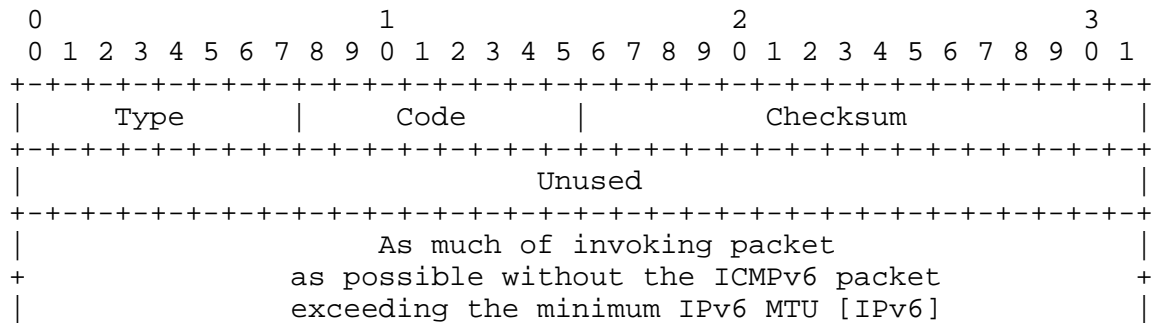 0                   1                   2                   3
 0 1 2 3 4 5 6 7 8 9 0 1 2 3 4 5 6 7 8 9 0 1 2 3 4 5 6 7 8 9 0 1
+-+-+-+-+-+-+-+-+-+-+-+-+-+-+-+-+-+-+-+-+-+-+-+-+-+-+-+-+-+-+-+-+
|     Type      |     Code      |          Checksum             |
+-+-+-+-+-+-+-+-+-+-+-+-+-+-+-+-+-+-+-+-+-+-+-+-+-+-+-+-+-+-+-+-+
|                             Unused                            |
+-+-+-+-+-+-+-+-+-+-+-+-+-+-+-+-+-+-+-+-+-+-+-+-+-+-+-+-+-+-+-+-+
|                    As much of invoking packet                 |
+               as possible without the ICMPv6 packet           +
|               exceeding the minimum IPv6 MTU [IPv6]           |